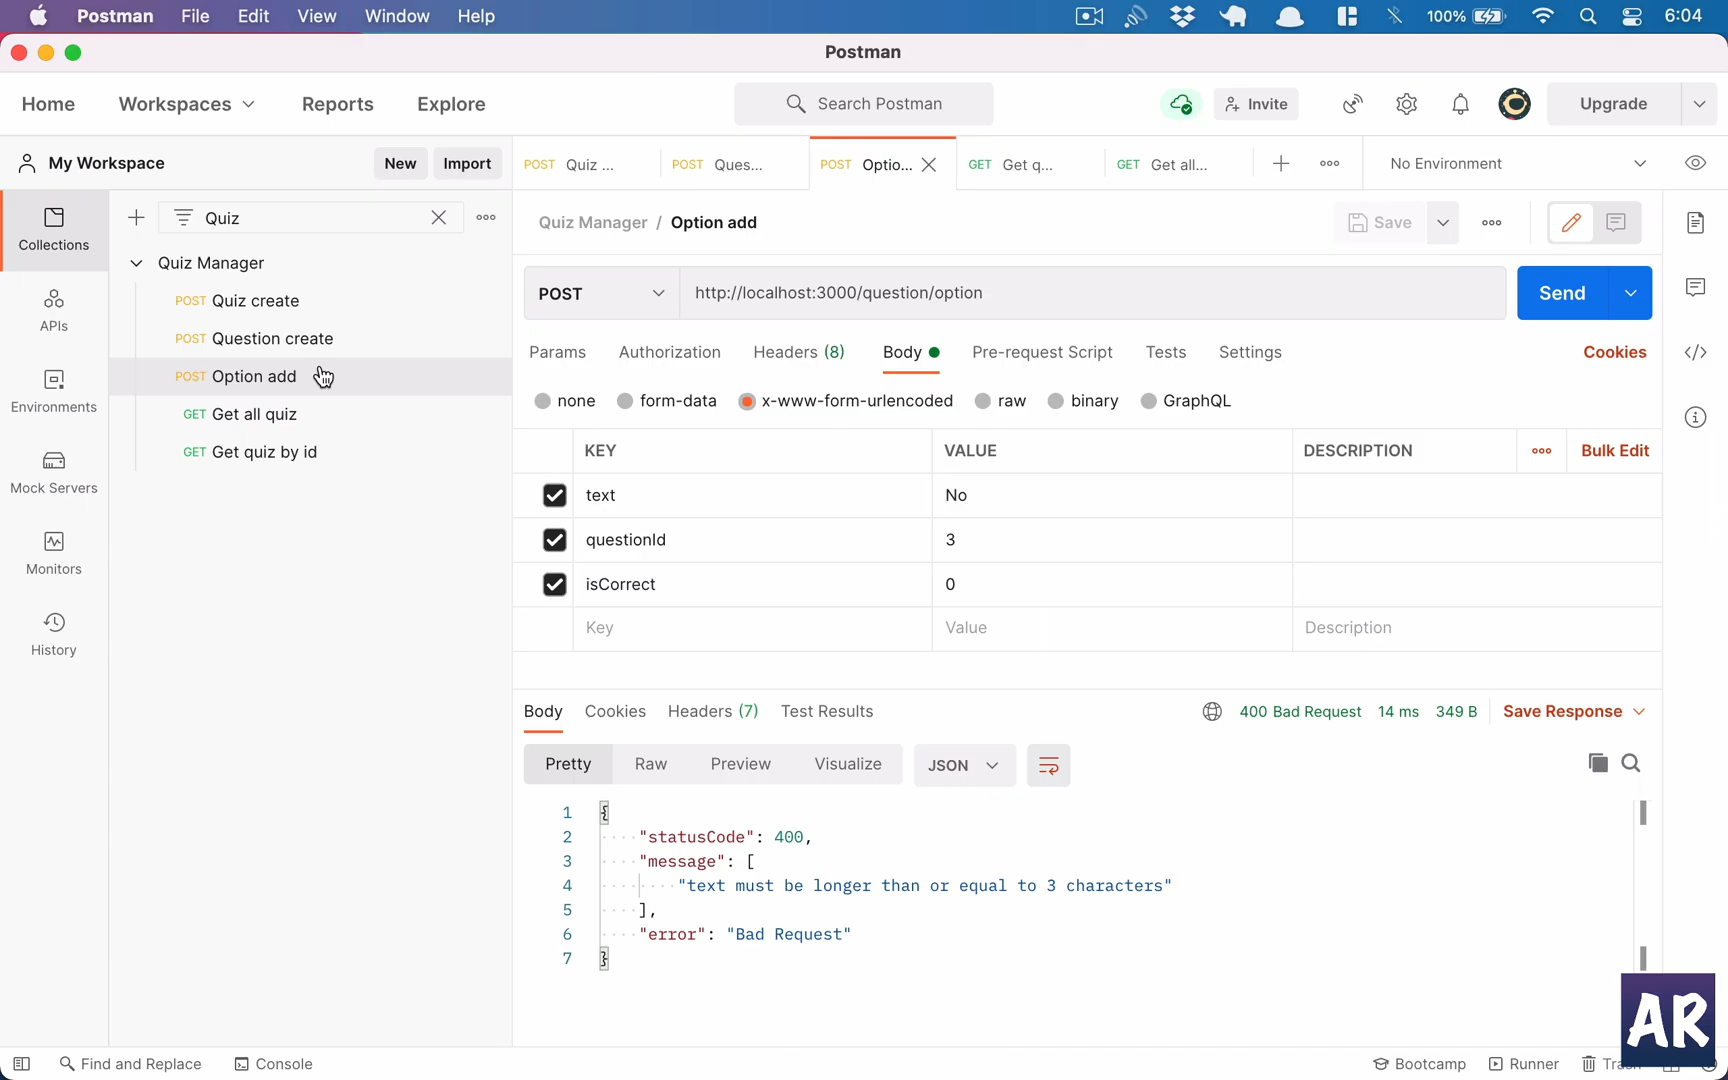 Postman File Edit View Window Help 100% 6:04
Postman
Home Workspaces Reports Explore Search Postman Invite Upgrade
My Workspace New Import POST Quiz ... POST Ques... POST Optio... GET Get q... GET Get all... No Environment
Quiz
Collections
APIs
Environments
Mock Servers
Monitors
History
Quiz Manager
POST Quiz create
POST Question create
POST Option add
GET Get all quiz
GET Get quiz by id
Quiz Manager / Option add Save
POST http://localhost:3000/question/option Send
Params Authorization Headers (8) Body Pre-request Script Tests Settings Cookies
none form-data x-www-form-urlencoded raw binary GraphQL
KEY VALUE DESCRIPTION Bulk Edit
text No
questionId 3
isCorrect 0
Key Value Description
Body Cookies Headers (7) Test Results 400 Bad Request 14 ms 349 B Save Response
Pretty Raw Preview Visualize JSON
1 {
2 "statusCode": 400,
3 "message": [
4 "text must be longer than or equal to 3 characters"
5 ],
6 "error": "Bad Request"
7 }
AR
Find and Replace Console Bootcamp Runner